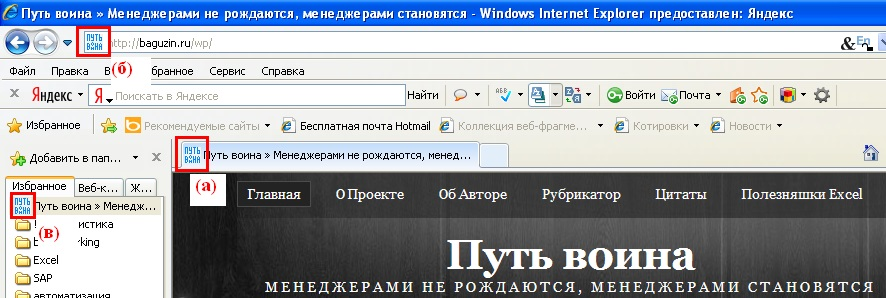 Путь воина » Менеджерами не рождаются, менеджерами становятся - Windows Internet Explorer предоставлен: Яндекс
ПУТЬ ВОИНА http://baguzin.ru/wp/
Файл Правка В (б) бранное Сервис Справка
Яндекс Я Поискать в Яндексе Найти ABC Войти Почта
Избранное Рекомендуемые сайты Бесплатная почта Hotmail Коллекция веб-фрагме... Котировки Новости
Добавить в пап... ПУТЬ ВОИНА Путь воина » Менеджерами не рождаются, менед...
(а)
Избранное Веб-к... Ж...
ПУТЬ ВОИНА Путь воина » Менедж...
истика
(в) rking
Excel
SAP
автоматизация
Главная О Проекте Об Авторе Рубрикатор Цитаты Полезняшки Excel
Путь воина
МЕНЕДЖЕРАМИ НЕ РОЖДАЮТСЯ, МЕНЕДЖЕРАМИ СТАНОВЯТСЯ